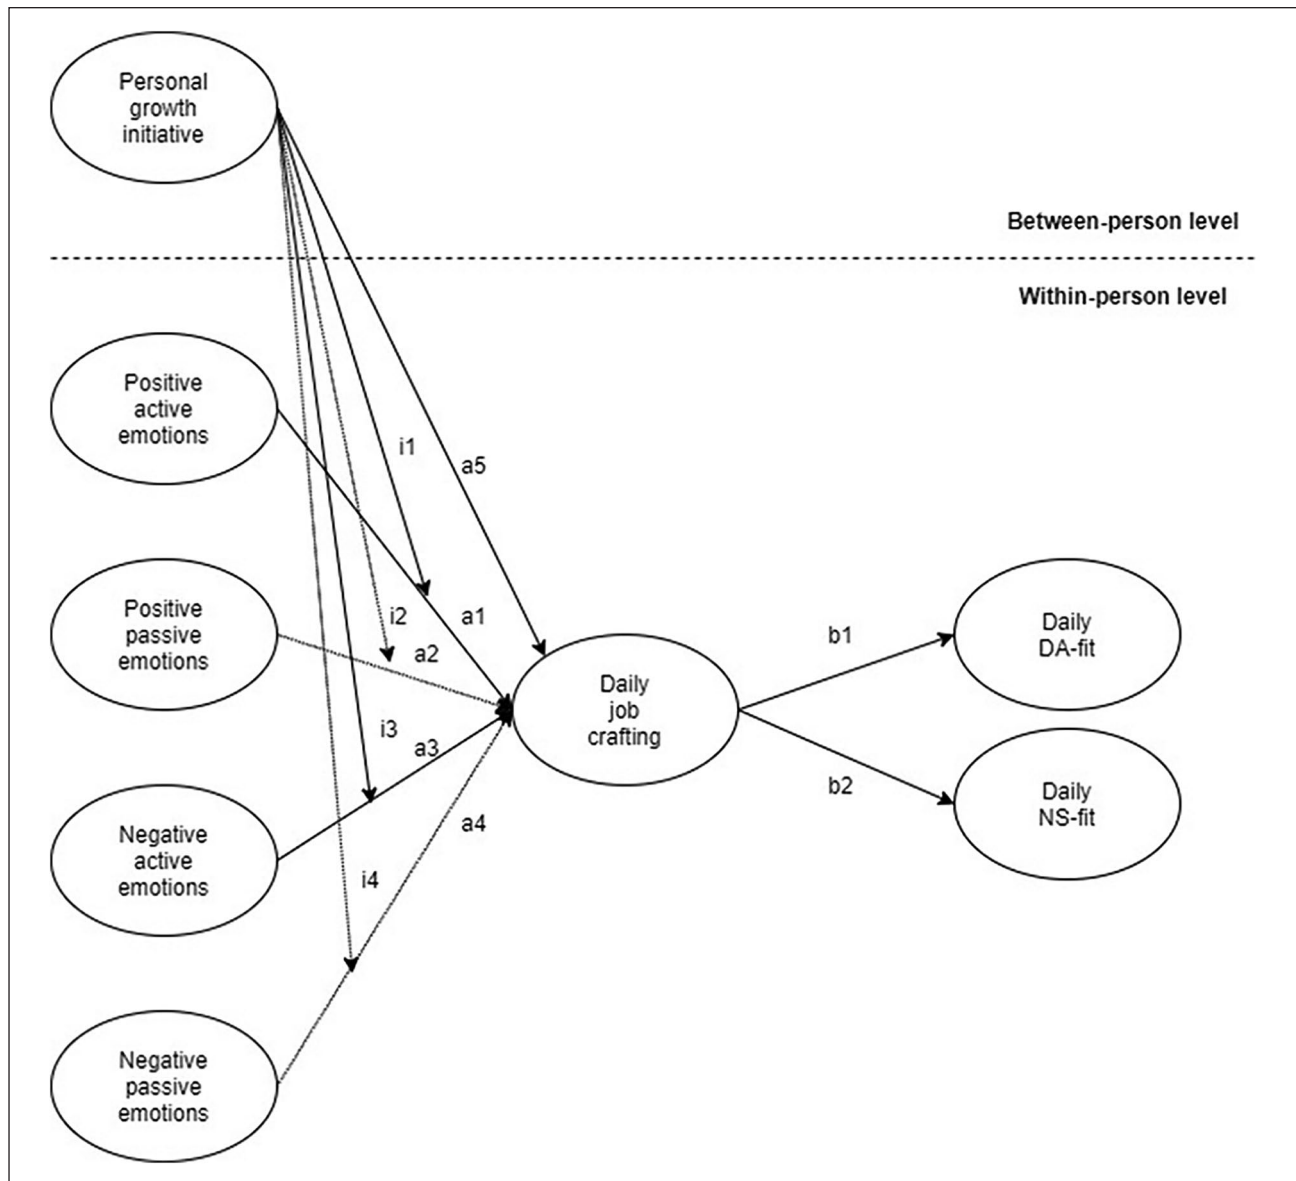 Personal
growth
initiative
Between-person level
Within-person level
Positive
active
emotions
i1
a5
Positive
passive
emotions
i2
a1
a2
i3
a3
Daily
job
crafting
b1
Daily
DA-fit
b2
Daily
NS-fit
a4
Negative
active
emotions
i4
Negative
passive
emotions